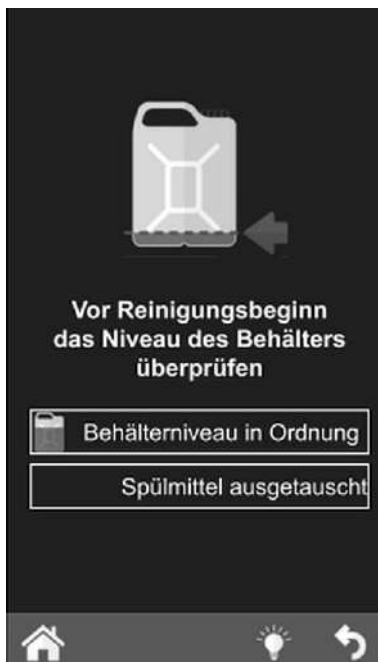 Vor Reinigungsbeginn
das Niveau des Behälters
überprüfen
Behälterniveau in Ordnung
Spülmittel ausgetauscht